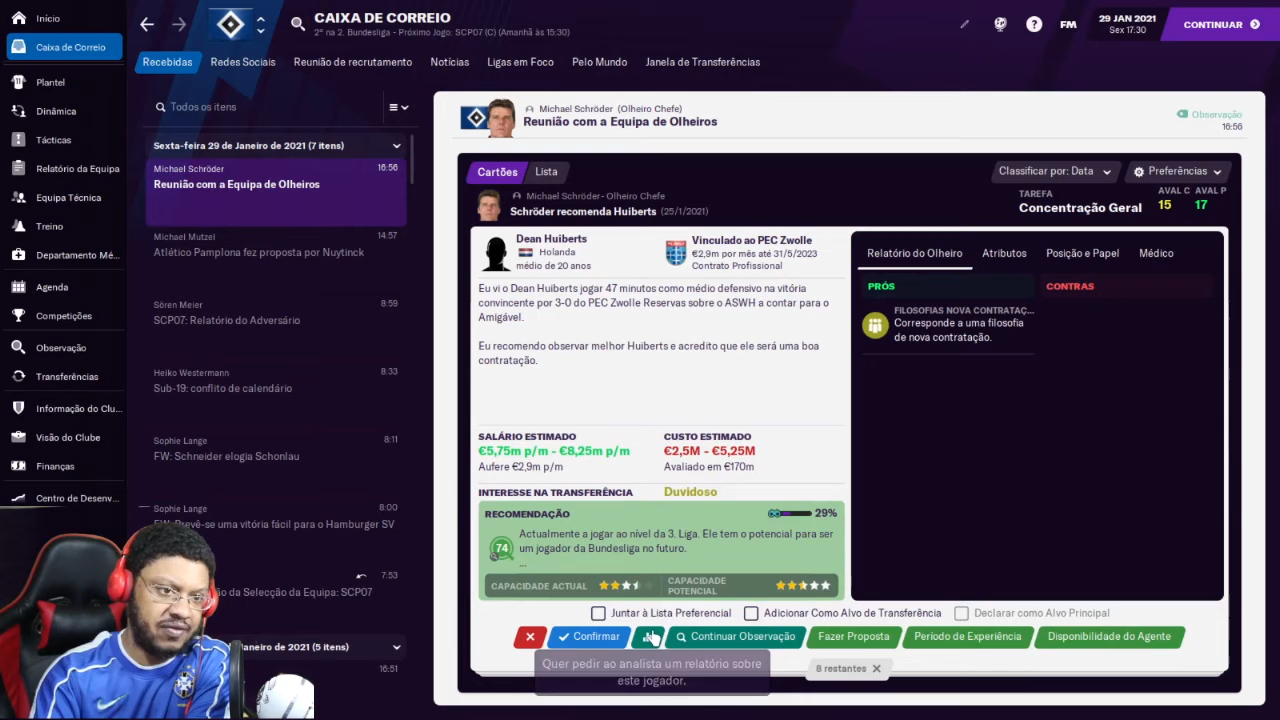 Início
Caixa de Correio
Plantel
Dinâmica
Tácticas
Relatório da Equipa
Equipa Técnica
Treino
Departamento Mé...
Agenda
Competições
Observação
Transferências
Informação do Clu...
Visão do Clube
Finanças
Centro de Desenv...
CAIXA DE CORREIO
2º na 2. Bundesliga - Próximo Jogo: SCP07 (C) (Amanhã às 15:30)
FM
29 JAN 2021
Sex 17:30
CONTINUAR
Recebidas
Redes Sociais
Reunião de recrutamento
Notícias
Ligas em Foco
Pelo Mundo
Janela de Transferências
Todos os itens
Sexta-feira 29 de Janeiro de 2021 (7 itens)
Michael Schröder 16:56
Reunião com a Equipa de Olheiros
Michael Mutzel 14:57
Atlético Pamplona fez proposta por Nuytinck
Sören Meier 8:59
SCP07: Relatório do Adversário
Heiko Westermann 8:33
Sub-19: conflito de calendário
Sophie Lange 8:11
FW: Schneider elogia Schonlau
Sophie Lange 8:00
FW: Prevê-se uma vitória fácil para o Hamburger SV
7:53
da Selecção da Equipa: SCP07
aneiro de 2021 (5 itens)
16:51
Michael Schröder (Olheiro Chefe)
Reunião com a Equipa de Olheiros
Observação
16:56
Cartões
Lista
Classificar por: Data
Preferências
Michael Schröder - Olheiro Chefe
Schröder recomenda Huiberts (25/1/2021)
TAREFA
Concentração Geral
AVAL C
15
AVAL P
17
Dean Huiberts
Holanda
médio de 20 anos
Vinculado ao PEC Zwolle
€2,9m por mês até 31/5/2023
Contrato Profissional
Eu vi o Dean Huiberts jogar 47 minutos como médio defensivo na vitória
convincente por 3-0 do PEC Zwolle Reservas sobre o ASWH a contar para o
Amigável.
Eu recomendo observar melhor Huiberts e acredito que ele será uma boa
contratação.
SALÁRIO ESTIMADO
€5,75m p/m - €8,25m p/m
Aufere €2,9m p/m
CUSTO ESTIMADO
€2,5M - €5,25M
Avaliado em €170m
INTERESSE NA TRANSFERÊNCIA
Duvidoso
RECOMENDAÇÃO
29%
74
Actualmente a jogar ao nível da 3. Liga. Ele tem o potencial para ser
um jogador da Bundesliga no futuro.
...
CAPACIDADE ACTUAL
CAPACIDADE
POTENCIAL
Relatório do Olheiro
Atributos
Posição e Papel
Médico
PRÓS
CONTRAS
FILOSOFIAS NOVA CONTRATAÇ...
Corresponde a uma filosofia
de nova contratação.
Juntar à Lista Preferencial
Adicionar Como Alvo de Transferência
Declarar como Alvo Principal
Confirmar
Continuar Observação
Fazer Proposta
Período de Experiência
Disponibilidade do Agente
Quer pedir ao analista um relatório sobre
este jogador.
8 restantes